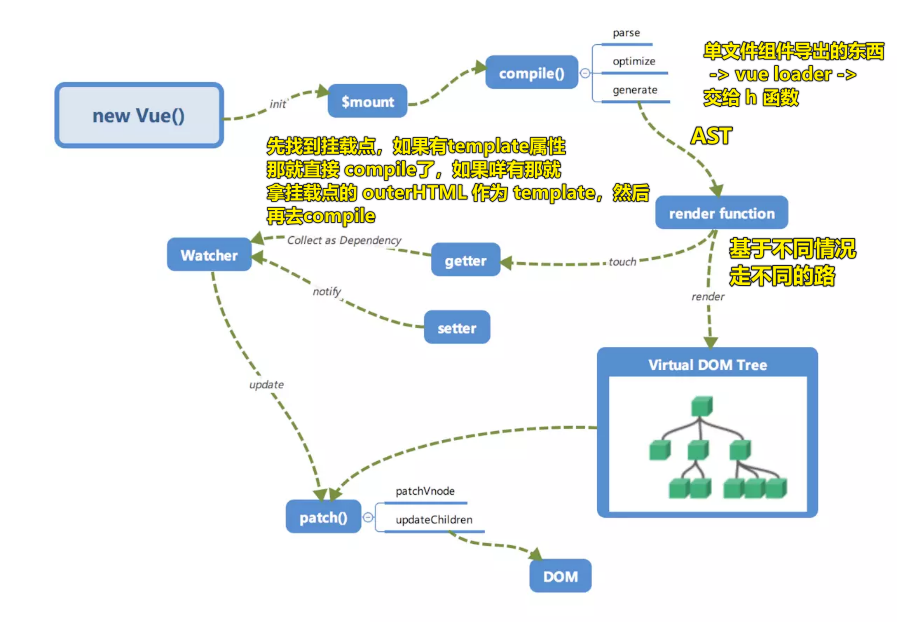 parse
单文件组件导出的东西
optimize
-> vue loader ->
compile()
generate
交给 h 函数
new Vue()
init
$mount
AST
先找到挂载点，如果有template属性
那就直接 compile了，如果咩有那就
拿挂载点的 outerHTML 作为 template，然后
再去compile
render function
Collect as Dependency
基于不同情况
走不同的路
Watcher
getter
touch
notify
render
setter
Virtual DOM Tree
update
patchVnode
patch()
updateChildren
DOM